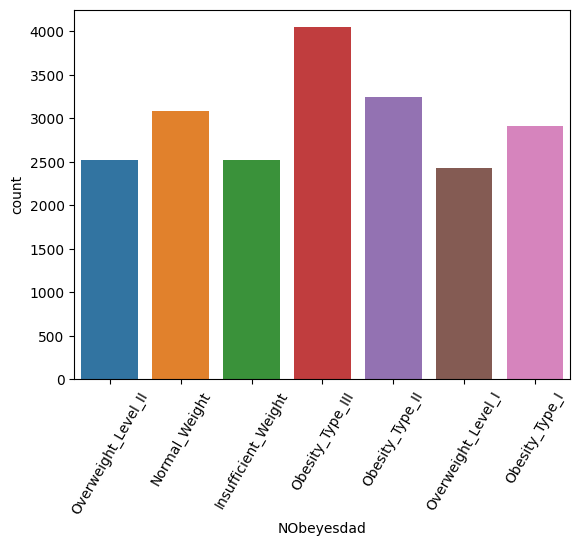 4000
3500
3000
2500
2000
1500
1000
500
0
count
Overweight_Level_II
Normal_Weight
Insufficient_Weight
Obesity_Type_III
Obesity_Type_II
Overweight_Level_I
Obesity_Type_I
NObeyesdad